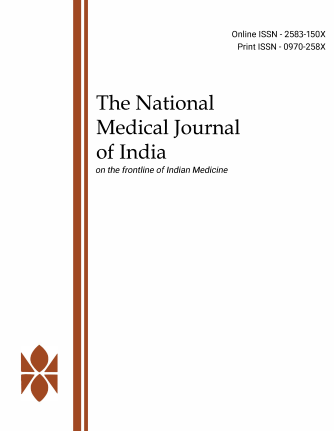 Online ISSN - 2583-150X
Print ISSN - 0970-258X
The National
Medical Journal
of India
on the frontline of Indian Medicine